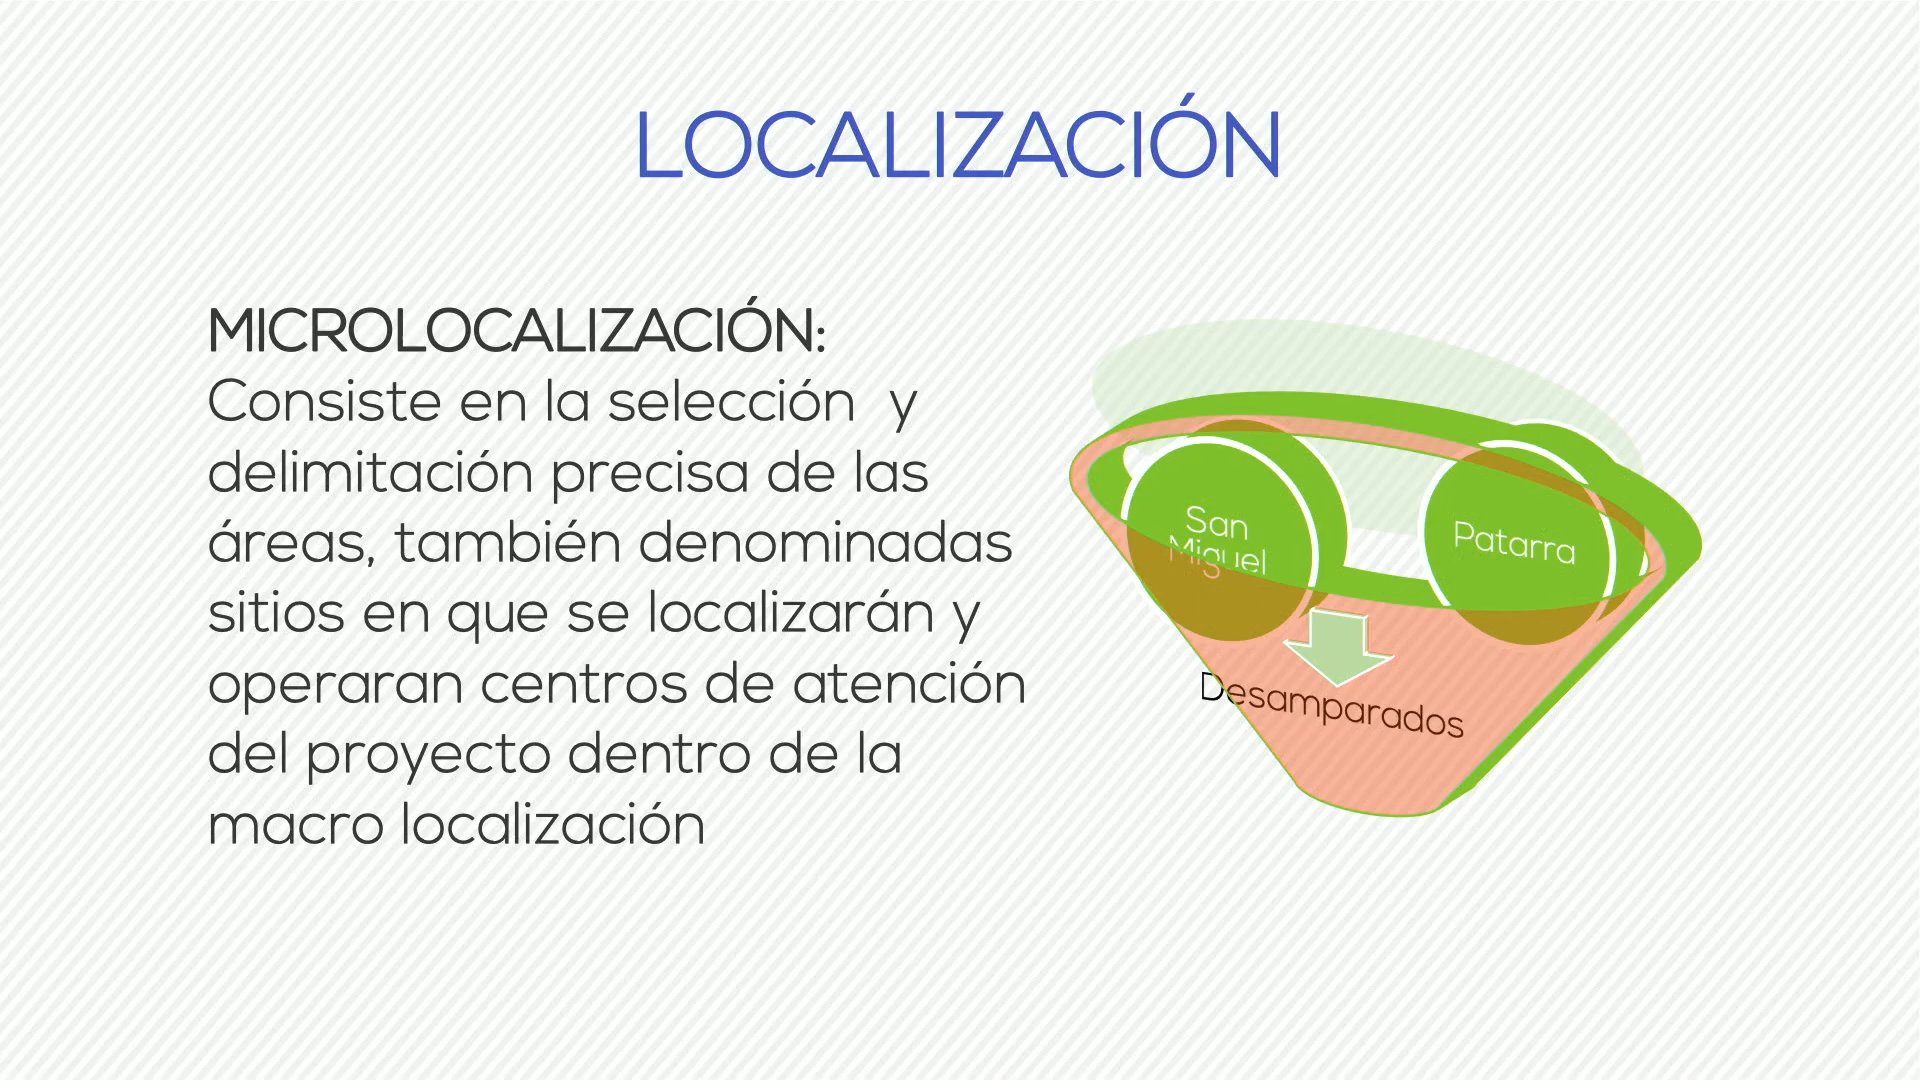 LOCALIZACIÓN
MICROLOCALIZACIÓN:
Consiste en la selección  y
delimitación precisa de las
áreas, también denominadas
sitios en que se localizarán y
operaran centros de atención
del proyecto dentro de la
macro localización
San
Miguel
Patarra
Desamparados